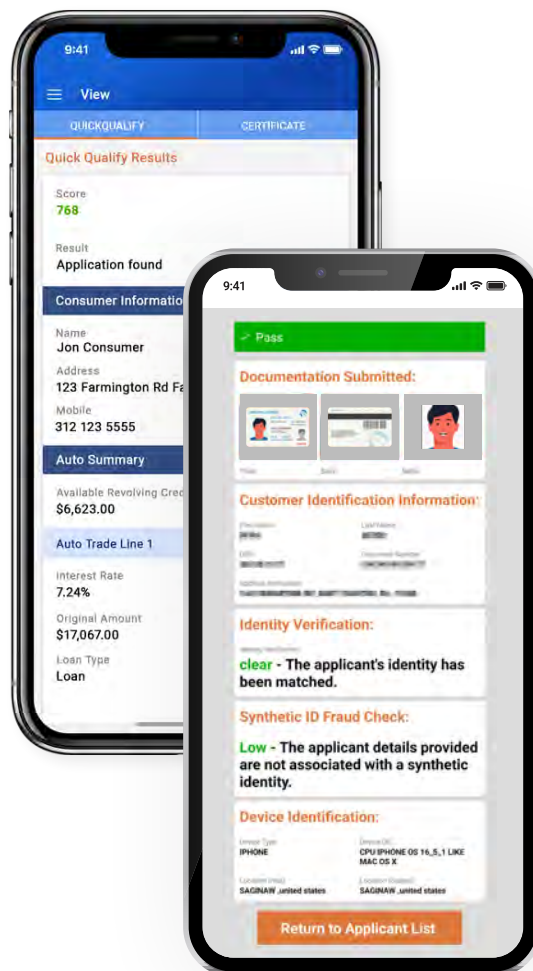 9:41
View
QUICKQUALIFY
CERTIFICATE
Quick Qualify Results
Score
768
Result
Application found
Consumer Informatio
Name
Jon Consumer
Address
123 Farmington Rd Fa
Mobile
312 123 5555
Auto Summary
Available Revolving Cred
$6,623.00
Auto Trade Line 1
Interest Rate
7.24%
Original Amount
$17,067.00
Loan Type
Loan
9:41
Pass
Documentation Submitted:
Customer Identification Information:
Identity Verification:
clear - The applicant's identity has
been matched.
Synthetic ID Fraud Check:
Low - The applicant details provided
are not associated with a synthetic
identity.
Device Identification:
Device Type
Device OS
IPHONE
CPU IPHONE OS 16_5_1 LIKE
MAC OS X
SAGINAW ,united states
SAGINAW ,united states
Return to Applicant List